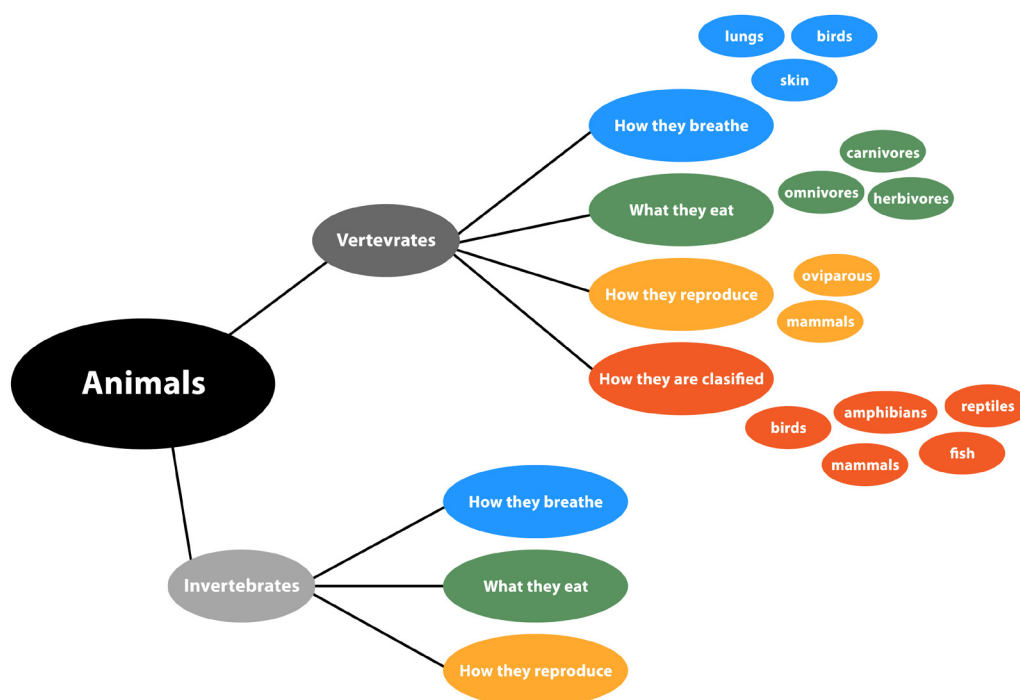 lungs
birds
skin
How they breathe
carnivores
omnivores
herbivores
What they eat
Vertevrates
oviparous
How they reproduce
mammals
Animals
How they are clasified
birds
amphibians
reptiles
mammals
fish
How they breathe
Invertebrates
What they eat
How they reproduce